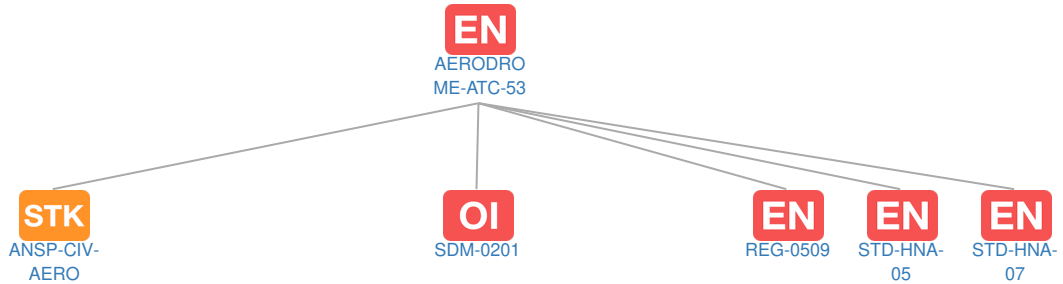 EN
AERODRO
ME-ATC-53
STK
ANSP-CIV-
AERO
OI
SDM-0201
EN
REG-0509
EN
STD-HNA-
05
EN
STD-HNA-
07